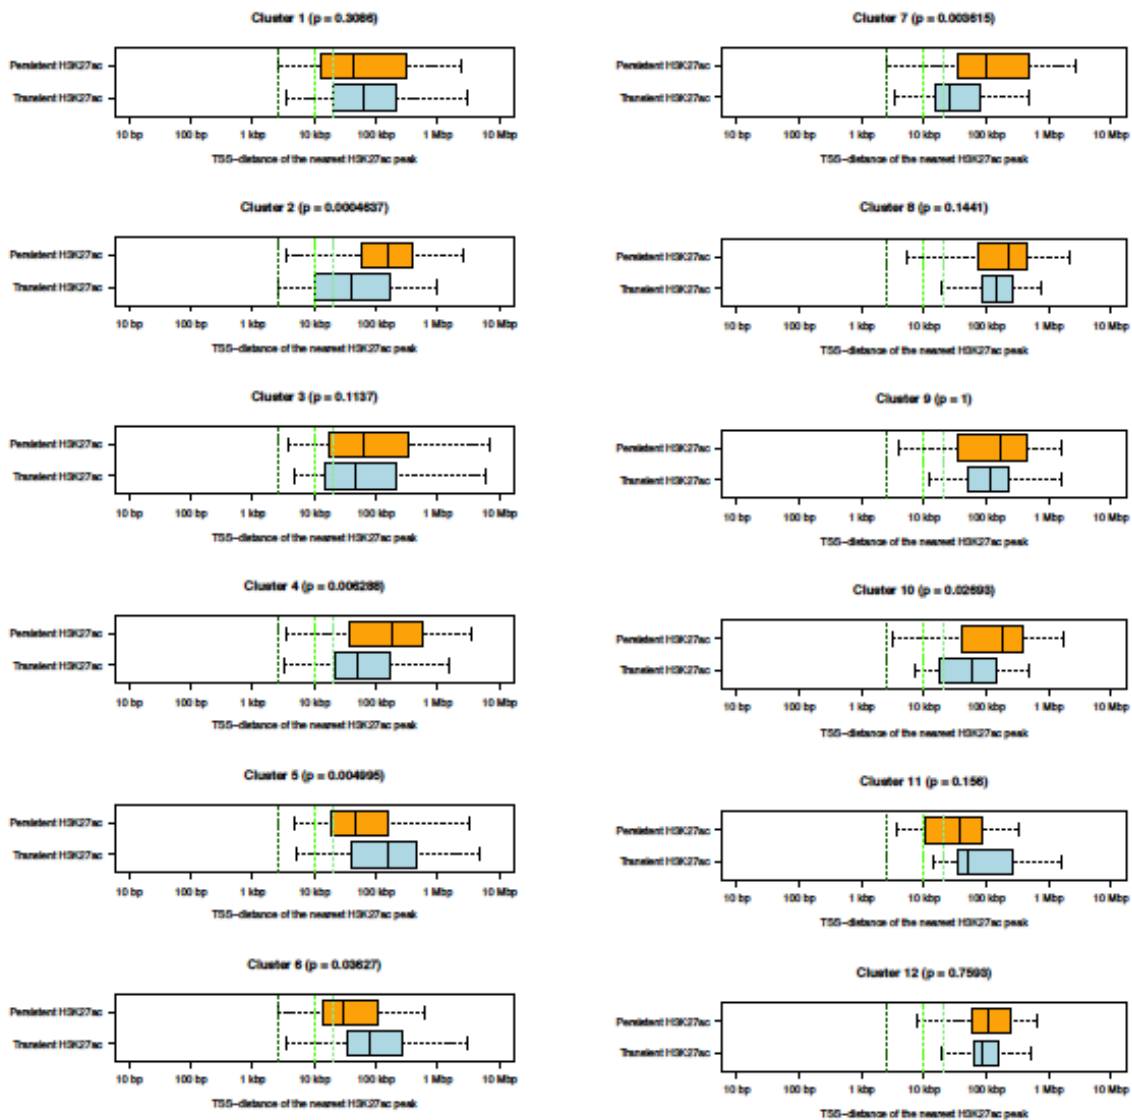 Cluster 1 (p = 0.3086)
Persistent H3K27ac
Transient H3K27ac
10 bp 100 bp 1 kbp 10 kbp 100 kbp 1 Mbp 10 Mbp
TSS-distance of the nearest H3K27ac peak
Cluster 2 (p = 0.0004637)
Persistent H3K27ac
Transient H3K27ac
10 bp 100 bp 1 kbp 10 kbp 100 kbp 1 Mbp 10 Mbp
TSS-distance of the nearest H3K27ac peak
Cluster 3 (p = 0.1137)
Persistent H3K27ac
Transient H3K27ac
10 bp 100 bp 1 kbp 10 kbp 100 kbp 1 Mbp 10 Mbp
TSS-distance of the nearest H3K27ac peak
Cluster 4 (p = 0.006288)
Persistent H3K27ac
Transient H3K27ac
10 bp 100 bp 1 kbp 10 kbp 100 kbp 1 Mbp 10 Mbp
TSS-distance of the nearest H3K27ac peak
Cluster 5 (p = 0.004995)
Persistent H3K27ac
Transient H3K27ac
10 bp 100 bp 1 kbp 10 kbp 100 kbp 1 Mbp 10 Mbp
TSS-distance of the nearest H3K27ac peak
Cluster 6 (p = 0.03627)
Persistent H3K27ac
Transient H3K27ac
10 bp 100 bp 1 kbp 10 kbp 100 kbp 1 Mbp 10 Mbp
TSS-distance of the nearest H3K27ac peak
Cluster 7 (p = 0.003615)
Persistent H3K27ac
Transient H3K27ac
10 bp 100 bp 1 kbp 10 kbp 100 kbp 1 Mbp 10 Mbp
TSS-distance of the nearest H3K27ac peak
Cluster 8 (p = 0.1441)
Persistent H3K27ac
Transient H3K27ac
10 bp 100 bp 1 kbp 10 kbp 100 kbp 1 Mbp 10 Mbp
TSS-distance of the nearest H3K27ac peak
Cluster 9 (p = 1)
Persistent H3K27ac
Transient H3K27ac
10 bp 100 bp 1 kbp 10 kbp 100 kbp 1 Mbp 10 Mbp
TSS-distance of the nearest H3K27ac peak
Cluster 10 (p = 0.02693)
Persistent H3K27ac
Transient H3K27ac
10 bp 100 bp 1 kbp 10 kbp 100 kbp 1 Mbp 10 Mbp
TSS-distance of the nearest H3K27ac peak
Cluster 11 (p = 0.156)
Persistent H3K27ac
Transient H3K27ac
10 bp 100 bp 1 kbp 10 kbp 100 kbp 1 Mbp 10 Mbp
TSS-distance of the nearest H3K27ac peak
Cluster 12 (p = 0.7593)
Persistent H3K27ac
Transient H3K27ac
10 bp 100 bp 1 kbp 10 kbp 100 kbp 1 Mbp 10 Mbp
TSS-distance of the nearest H3K27ac peak